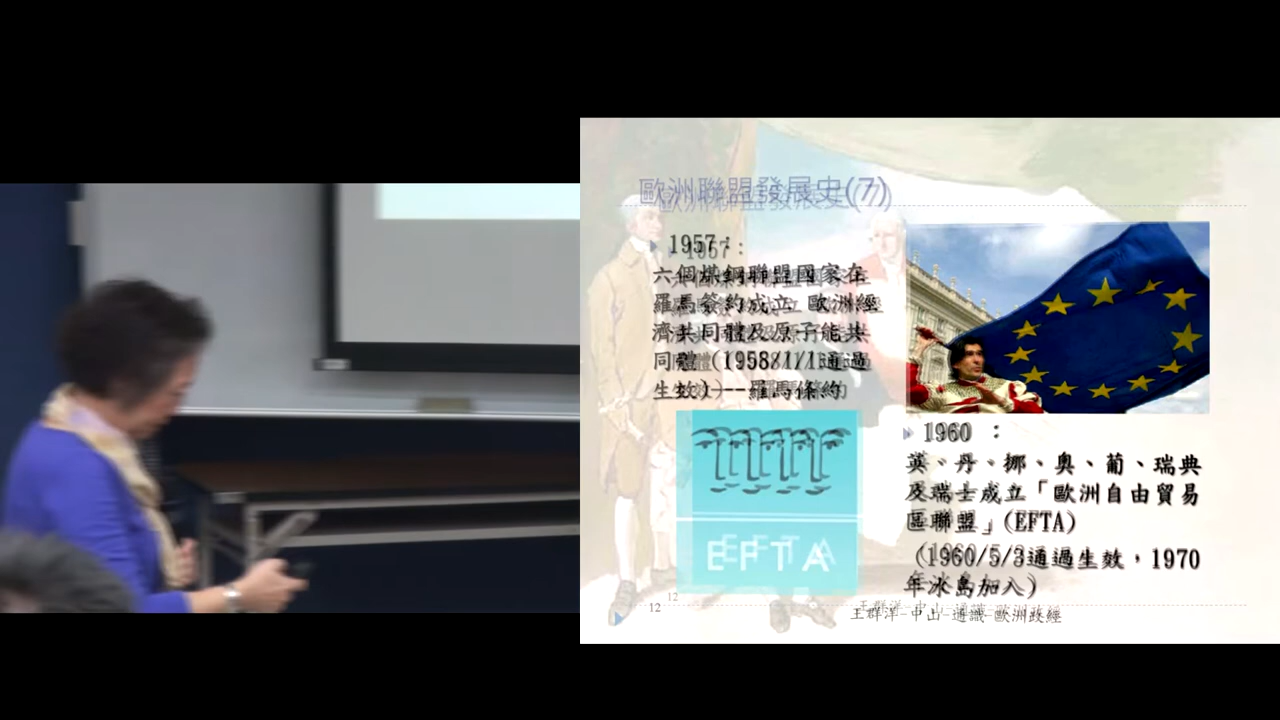 歐洲聯盟發展史(7)
1957：
六個煤鋼聯盟國家在
羅馬簽約成立 歐洲經
濟共同體及原子能共
同體 (1958/1/1通過
生效)--羅馬條約
EFTA
1960 ：
英、丹、挪、奧、葡、瑞典
及瑞士成立「歐洲自由貿易
區聯盟」(EFTA)
(1960/5/3通過生效，1970
年冰島加入)
12
王群洋-中山-通識-歐洲政經